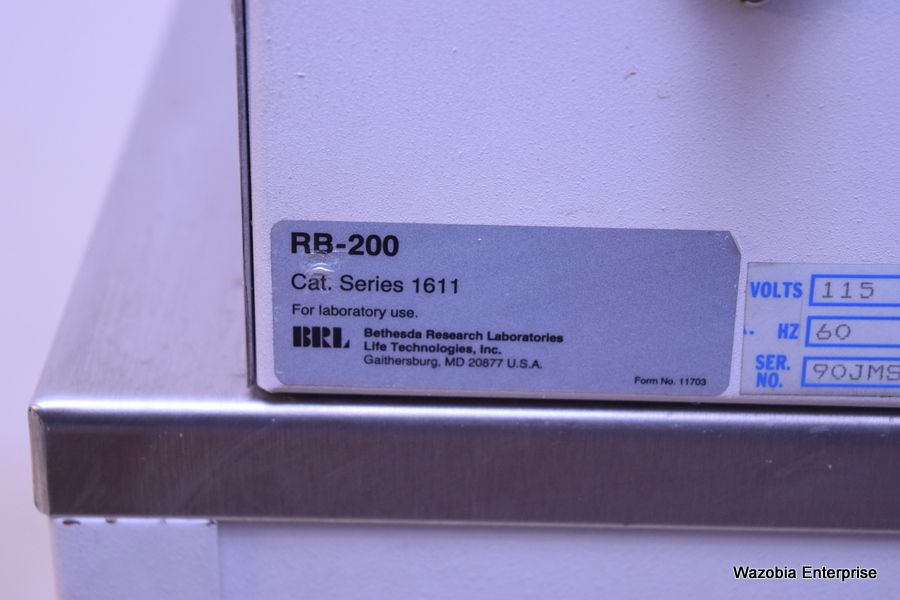 RB-200
Cat. Series 1611
For laboratory use.
BRL
Bethesda Research Laboratories
Life Technologies, Inc.
Gaithersburg, MD 20877 U.S.A.
Form No. 11703
VOLTS 115
HZ 60
SER. NO. 90JMS
Wazobia Enterprise